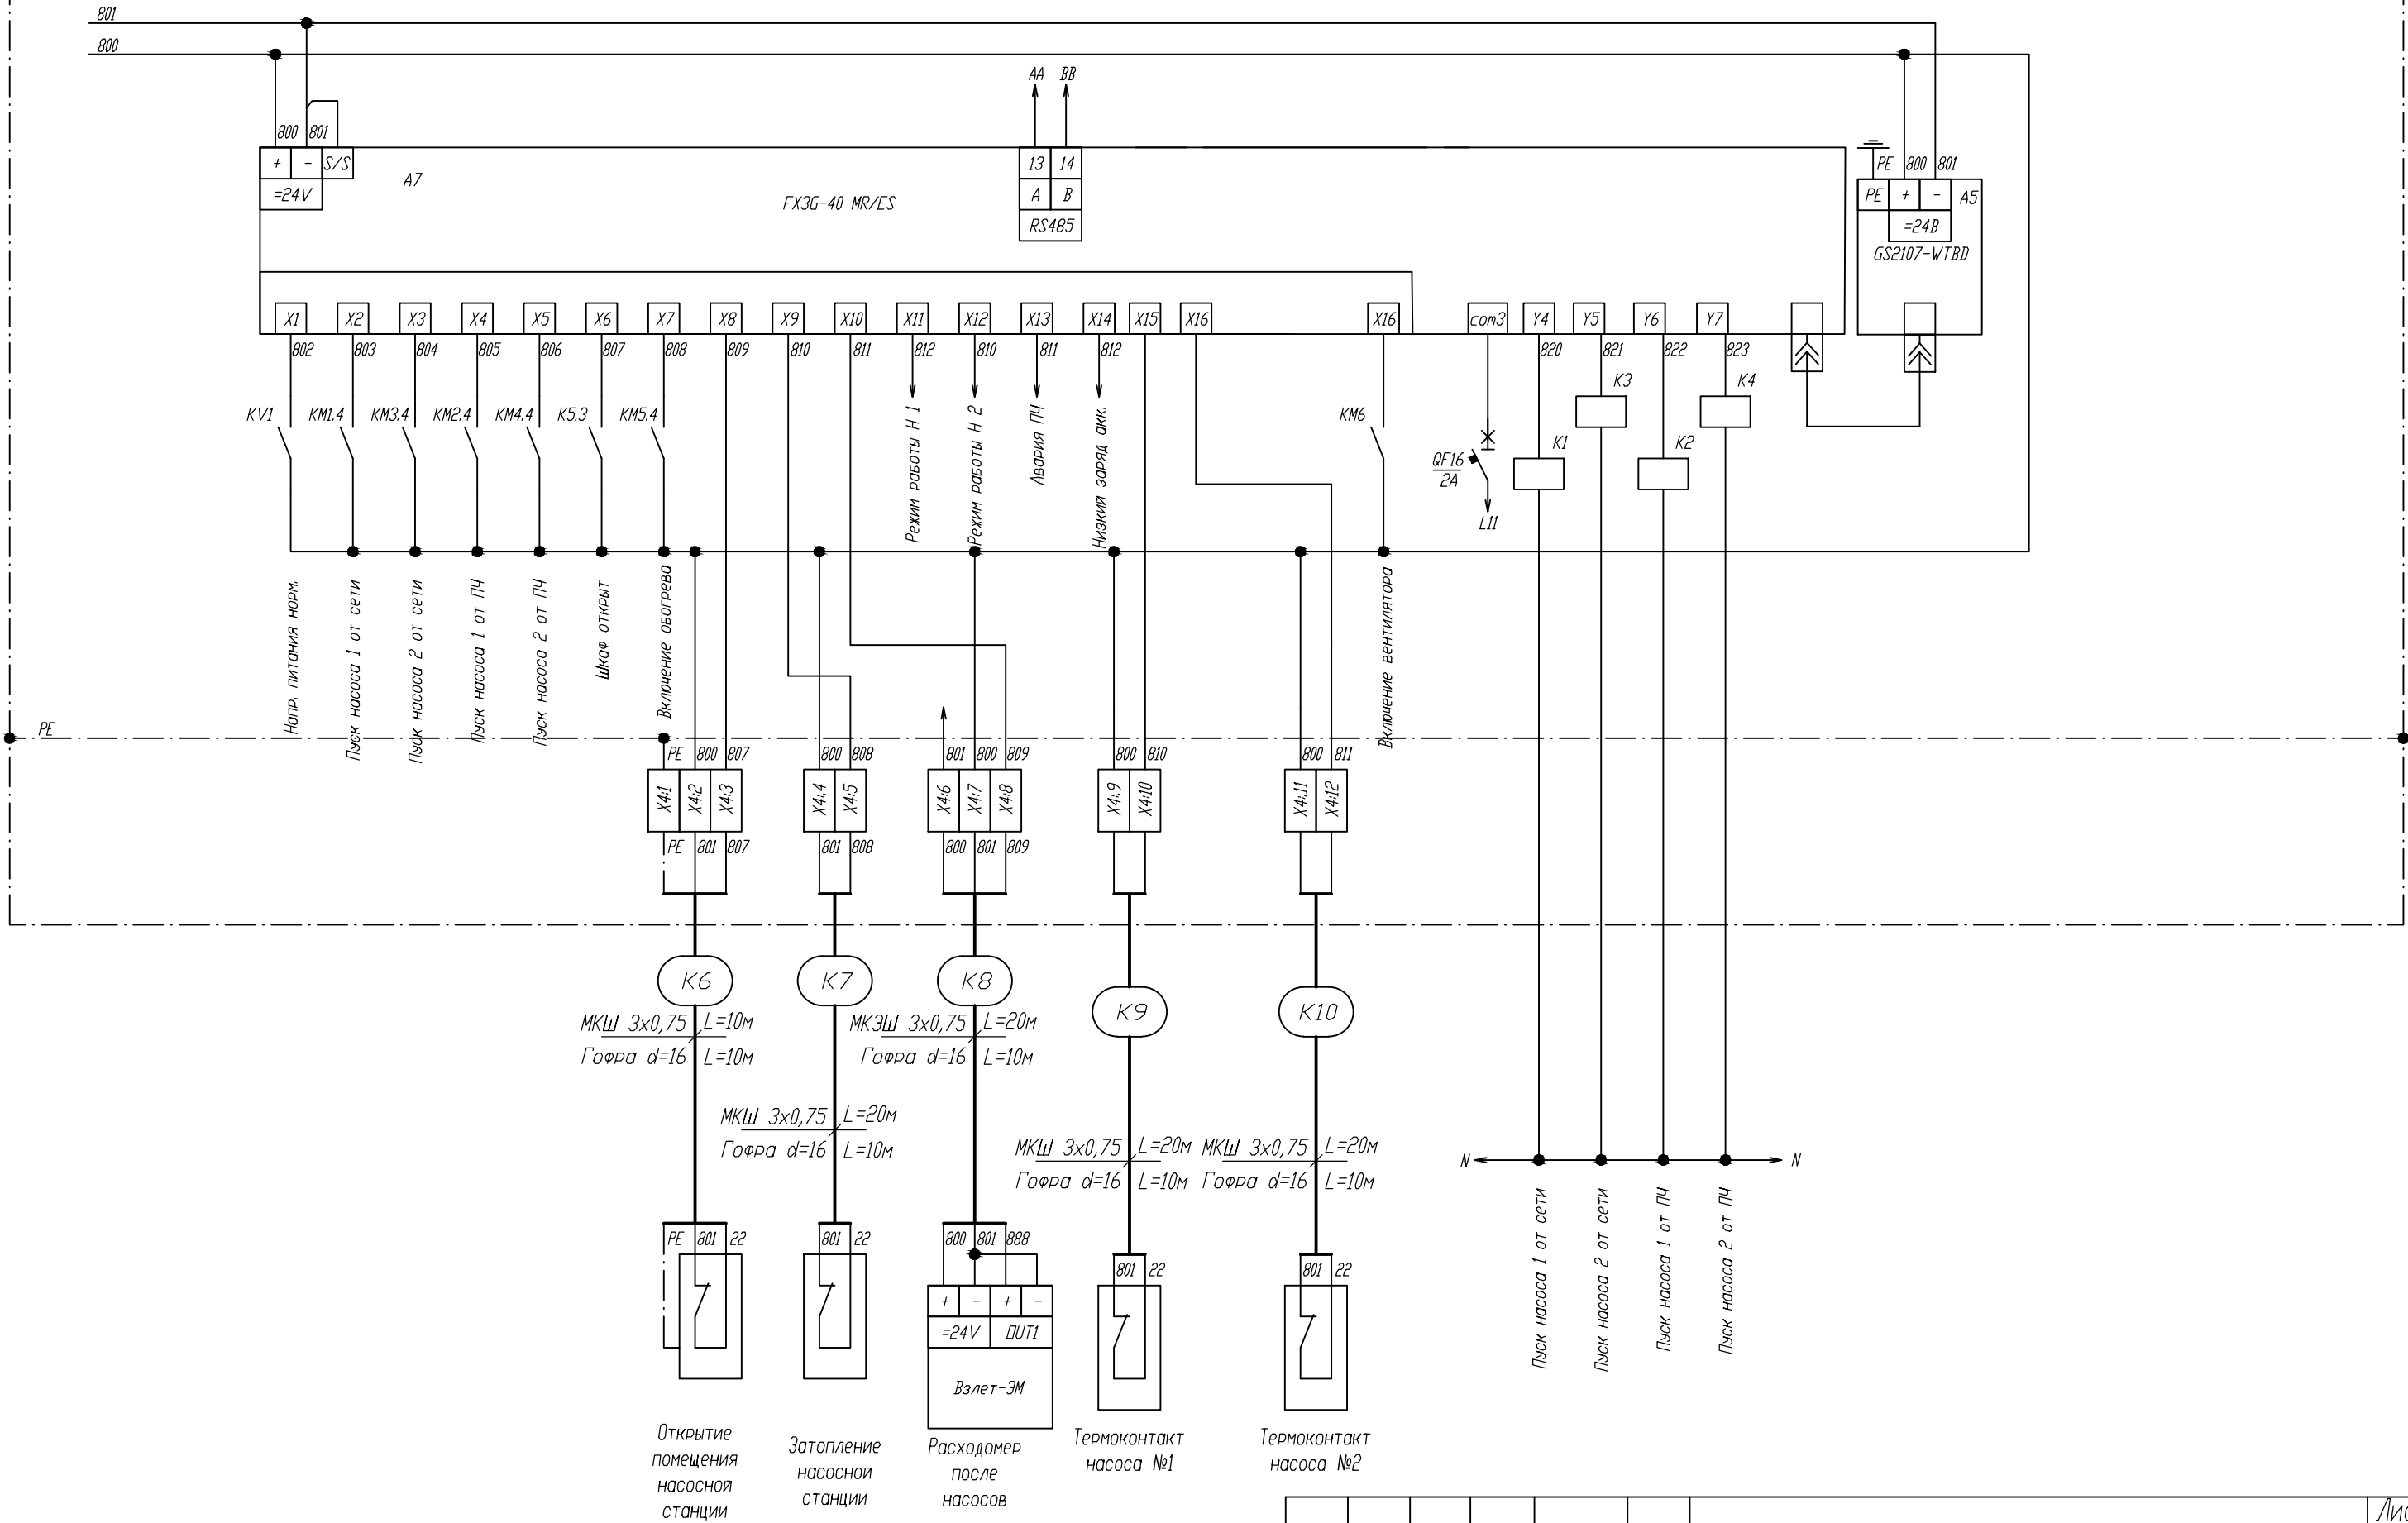 801
800
AA BB
800 801
+ - S/S
=24V
A7
FX3G-40 MR/ES
13 14
A B
RS485
PE 800 801
PE + - A5
=24В
GS2107-WTBD
X1 X2 X3 X4 X5 X6 X7 X8 X9 X10 X11 X12 X13 X14 X15 X16 X16 com3 Y4 Y5 Y6 Y7
802 803 804 805 806 807 808 809 810 811 812 810 811 812 820 821 822 823
K3 K4
KV1 KM1.4 KM3.4 KM2.4 KM4.4 K5.3 KM5.4 KM6
K1 K2
QF16
2A
L11
Режим работы Н 1
Режим работы Н 2
Авария ПЧ
Низкий заряд акк.
Напр. питания норм.
Пуск насоса 1 от сети
Пуск насоса 2 от сети
Пуск насоса 1 от ПЧ
Пуск насоса 2 от ПЧ
Шкаф открыт
Включение обогрева
Включение вентилятора
PE
PE 800 807 800 808 801 800 809 800 810 800 811
X4:1 X4:2 X4:3 X4:.4 X4:5 X4:6 X4:7 X4:8 X4:.9 X4:10 X4:.11 X4:12
PE 801 807 801 808 800 801 809
K6 K7 K8
K9 K10
МКШ 3х0,75 L=10м
Гофра d=16 L=10м
МКЭШ 3х0,75 L=20м
Гофра d=16 L=10м
МКШ 3х0,75 L=20м
Гофра d=16 L=10м
МКШ 3х0,75 L=20м
Гофра d=16 L=10м
МКШ 3х0,75 L=20м
Гофра d=16 L=10м
N N
Пуск насоса 1 от сети
Пуск насоса 2 от сети
Пуск насоса 1 от ПЧ
Пуск насоса 2 от ПЧ
PE 801 22 801 22 800 801 888
801 22 801 22
+ - + -
=24V OUT1
Взлет-ЭМ
Открытие
помещения
насосной
станции
Затопление
насосной
станции
Расходомер
после
насосов
Термоконтакт
насоса №1
Термоконтакт
насоса №2